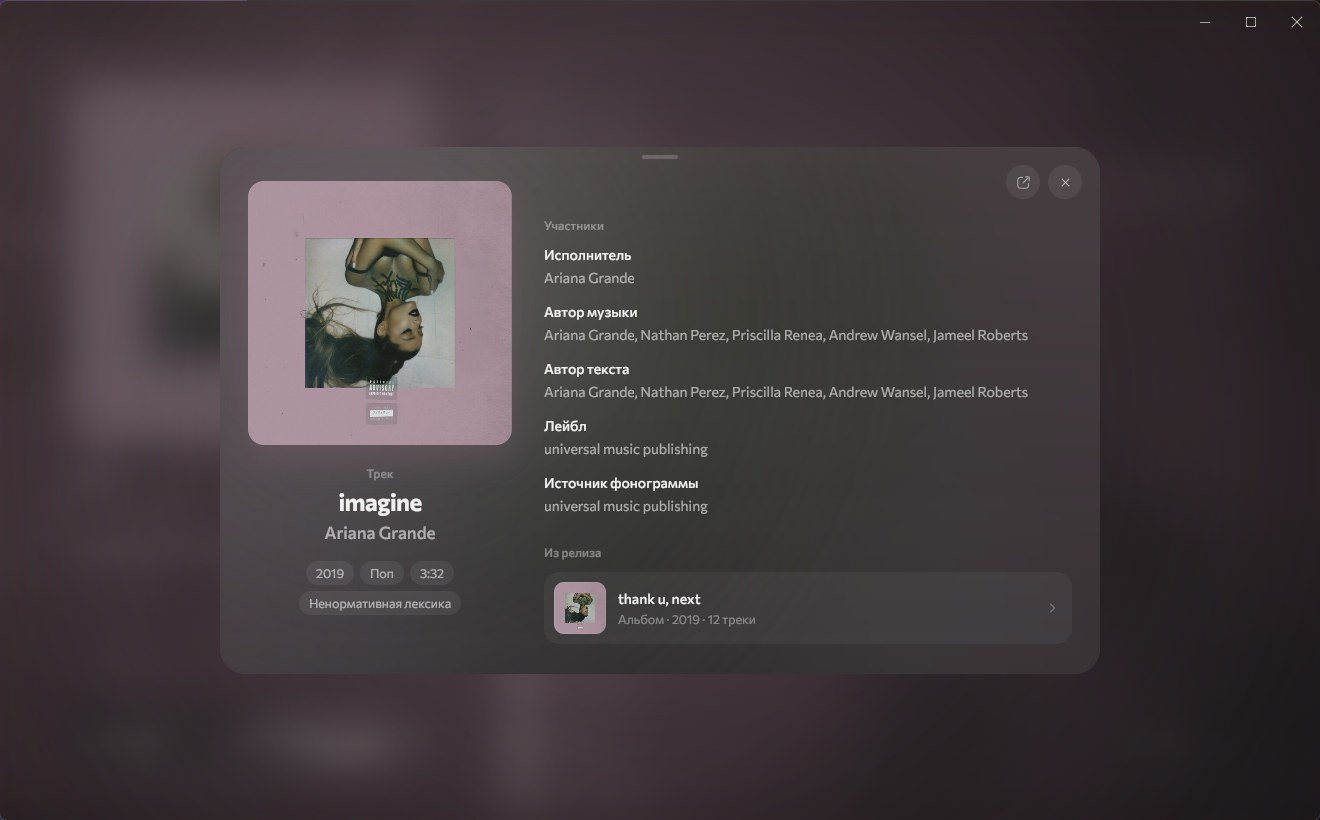 Участники
Исполнитель
Ariana Grande
Автор музыки
Ariana Grande, Nathan Perez, Priscilla Renea, Andrew Wansel, Jameel Roberts
Автор текста
Ariana Grande, Nathan Perez, Priscilla Renea, Andrew Wansel, Jameel Roberts
Лейбл
universal music publishing
Источник фонограммы
universal music publishing
Трек
imagine
Ariana Grande
2019
Поп
3:32
Ненормативная лексика
Из релиза
thank u, next
Альбом · 2019 · 12 треки